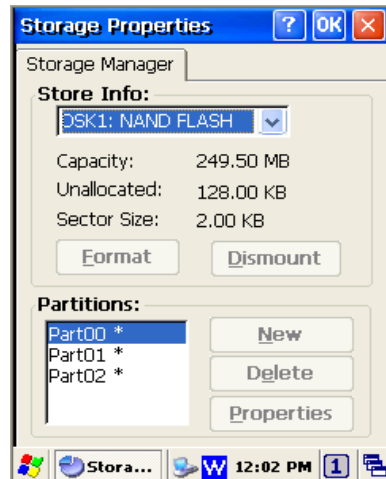 Storage Properties ? OK ×
Storage Manager
Store Info:
DSK1: NAND FLASH
Capacity: 249.50 MB
Unallocated: 128.00 KB
Sector Size: 2.00 KB
Format Dismount
Partitions:
Part00 *
Part01 *
Part02 *
New
Delete
Properties
Stora... W 12:02 PM 1